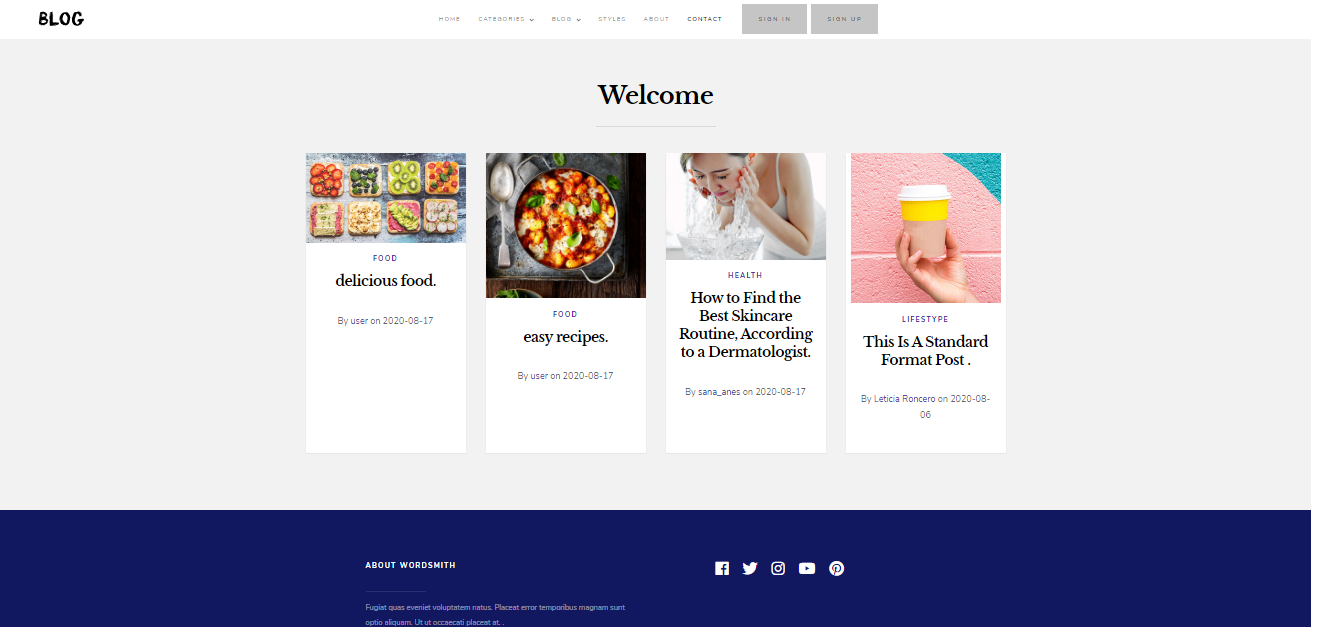 BLOG
HOME CATEGORIES BLOG STYLES ABOUT CONTACT SIGN IN SIGN UP
Welcome
FOOD
delicious food.
By user on 2020-08-17
FOOD
easy recipes.
By user on 2020-08-17
HEALTH
How to Find the
Best Skincare
Routine, According
to a Dermatologist.
By sana_anes on 2020-08-17
LIFESTYLE
This Is A Standard
Format Post .
By Leticia Roncero on 2020-08-
06
ABOUT WORDSMITH
Fugiat quas eveniet voluptatem natus. Placeat error temporibus magnam sunt
optio aliquam. Ut ut occaecati placeat at. .